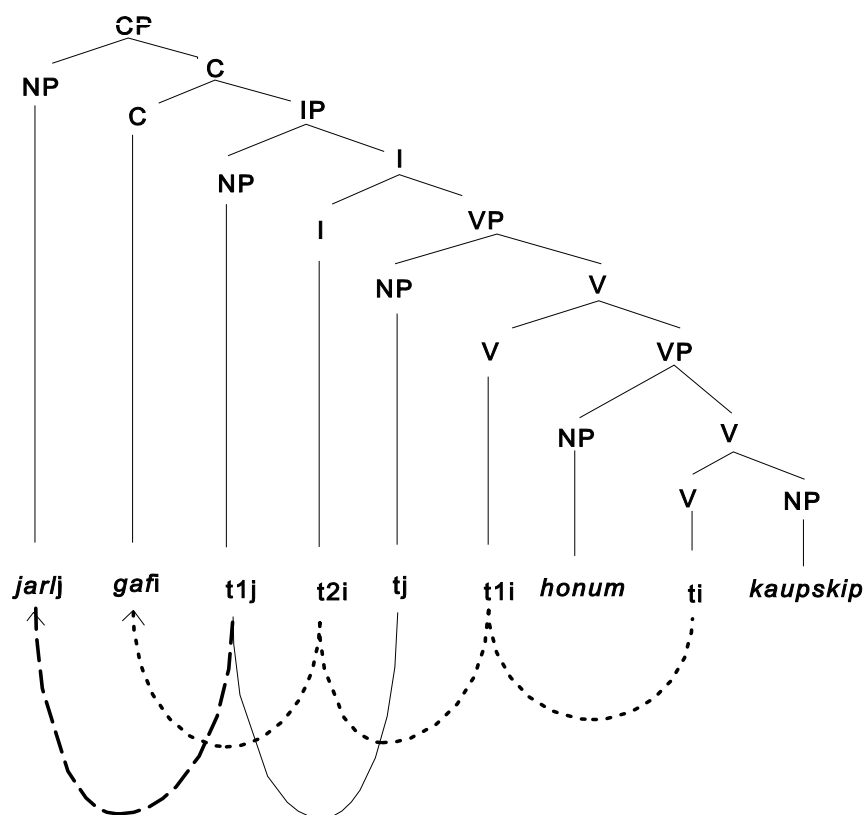 CP
NP C
C IP
NP I
I VP
NP V
V VP
NP V
V NP
jarlj gafi t1j t2i tj t1i honum ti kaupskip